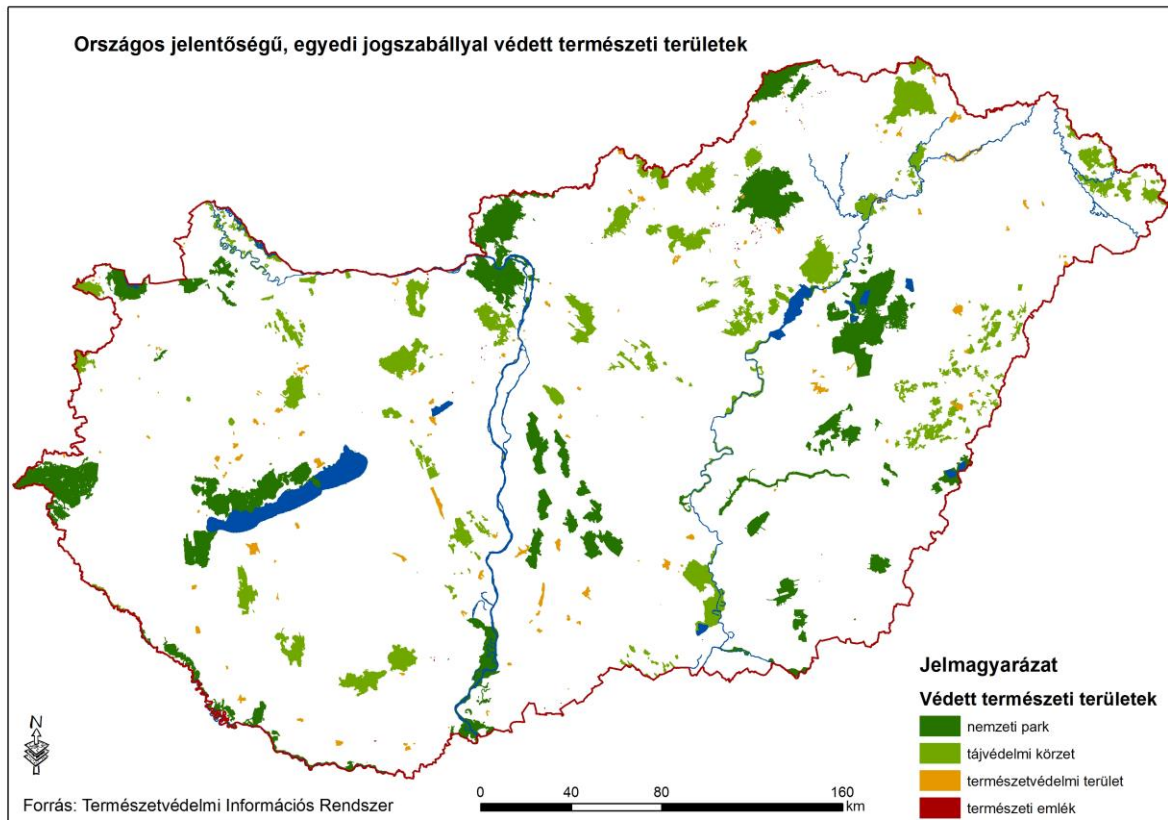 Országos jelentőségű, egyedi jogszabállyal védett természeti területek
Jelmagyarázat
Védett természeti területek
nemzeti park
tájvédelmi körzet
természetvédelmi terület
természeti emlék
N
Forrás: Természetvédelmi Információs Rendszer
0 40 80 160
km